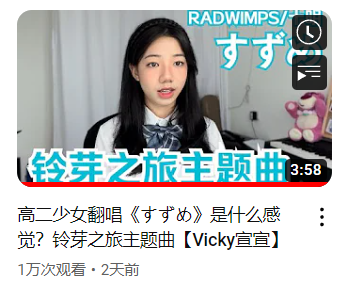 RADWIMPS/十明
すずめ
铃芽之旅主题曲
3:58
高二少女翻唱《すずめ》是什么感
觉？铃芽之旅主题曲【Vicky宣宣】
1万次观看 • 2天前